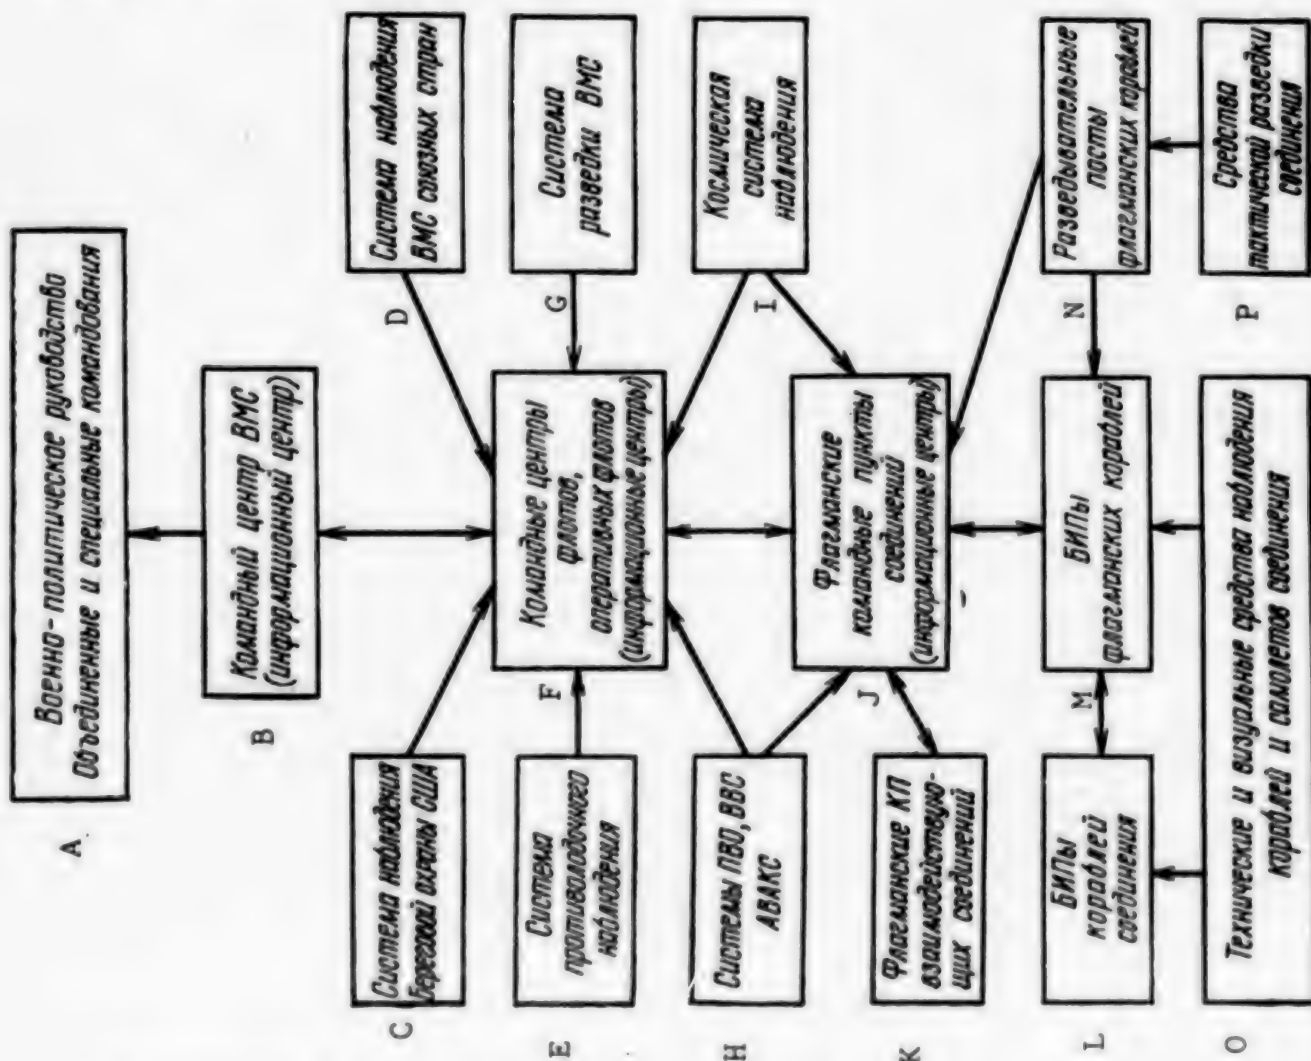 A
Военно-политическое руководство
Объединенные и специальные командования
B
Командный центр ВМС
(информационный центр)
C
Система наблюдения
Береговой охраны США
D
Система наблюдения
ВМС союзных стран
E
Система
противолодочного
наблюдения
F
Командные центры
флотов,
оперативных флотов
(информационные центры)
G
Система
разведки ВМС
H
Системы ПВО, ВВС
АВАКС
I
Космическая
система
наблюдения
J
Флагманские
командные пункты
соединений
(информационные центры)
K
Флагманские КП
взаимодействую-
щих соединений
L
БИПы
кораблей
соединения
M
БИПы
флагманских кораблей
N
Разведывательные
посты
флагманских кораблей
O
Технические и визуальные средства наблюдения
кораблей и самолетов соединения
P
Средства
тактической разведки
соединения